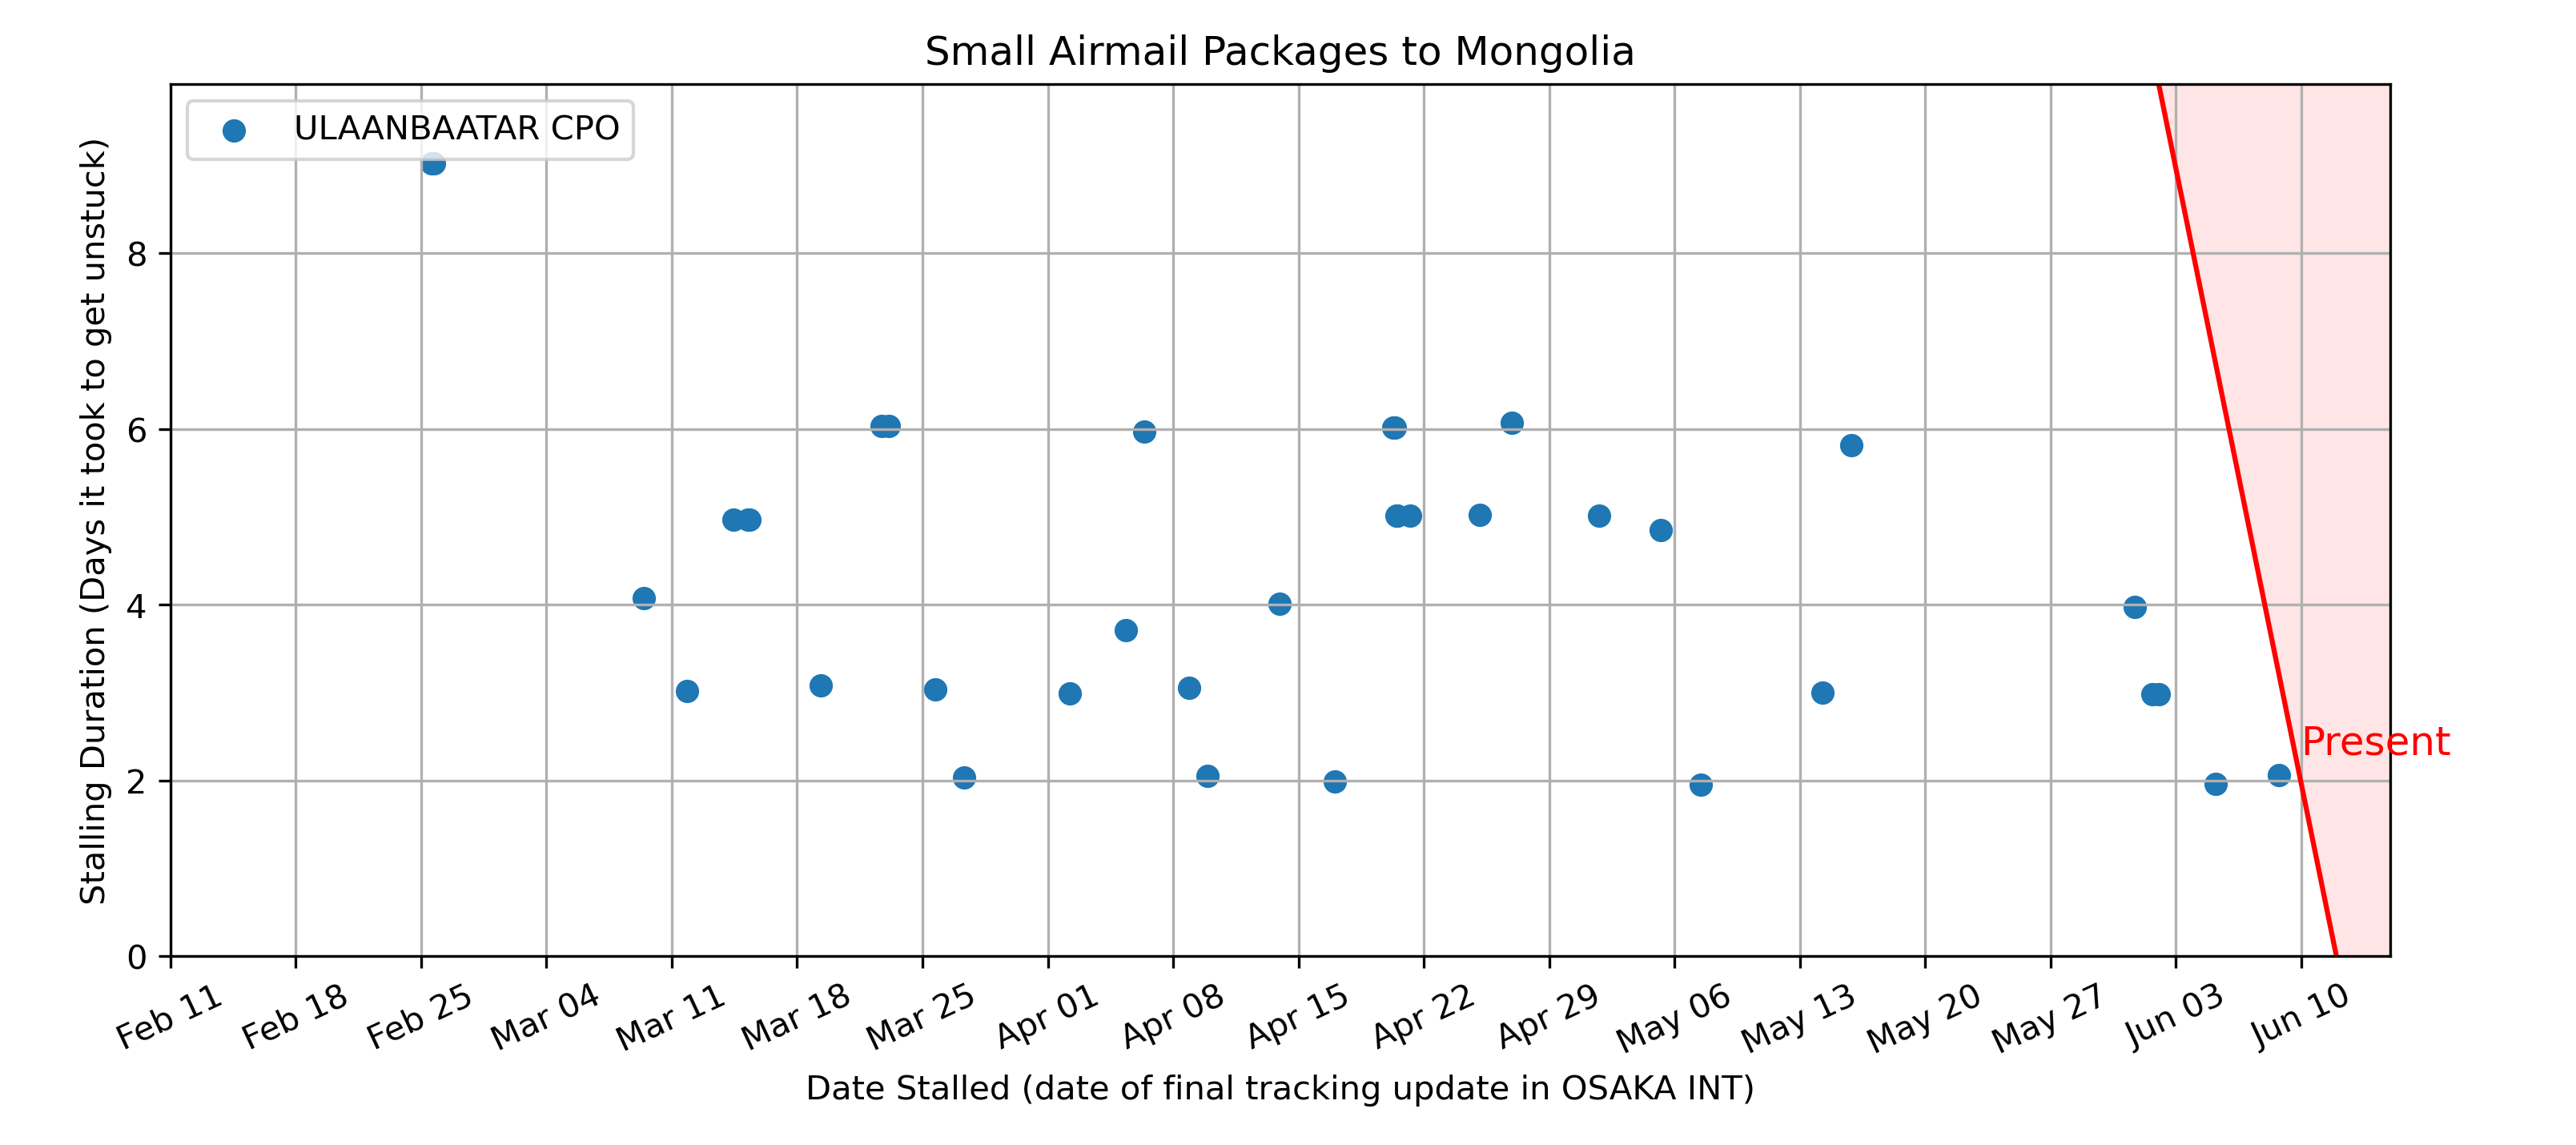 Small Airmail Packages to Mongolia
ULAANBAATAR CPO
Stalling Duration (Days it took to get unstuck)
8
6
4
2
0
Present
Feb 11
Feb 18
Feb 25
Mar 04
Mar 11
Mar 18
Mar 25
Apr 01
Apr 08
Apr 15
Apr 22
Apr 29
May 06
May 13
May 20
May 27
Jun 03
Jun 10
Date Stalled (date of final tracking update in OSAKA INT)